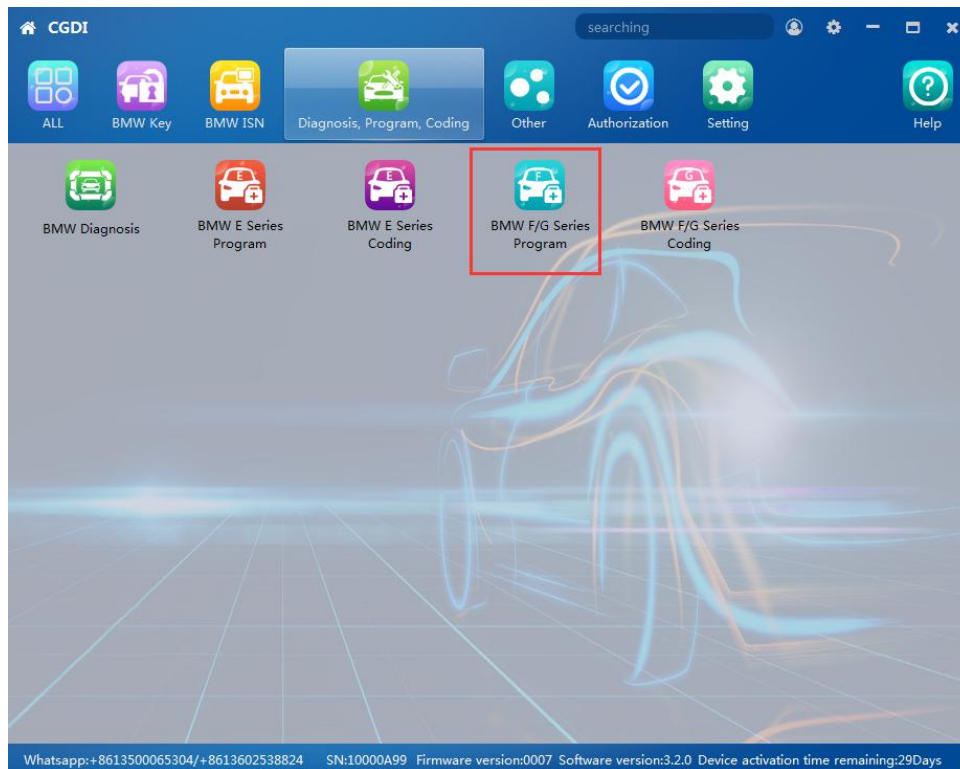 CGDI
searching
ALL
BMW Key
BMW ISN
Diagnosis, Program, Coding
Other
Authorization
Setting
Help
BMW Diagnosis
E
BMW E Series
Program
E
BMW E Series
Coding
F
BMW F/G Series
Program
G
BMW F/G Series
Coding
Whatsapp:+8613500065304/+8613602538824 SN:10000A99 Firmware version:0007 Software version:3.2.0 Device activation time remaining:29Days